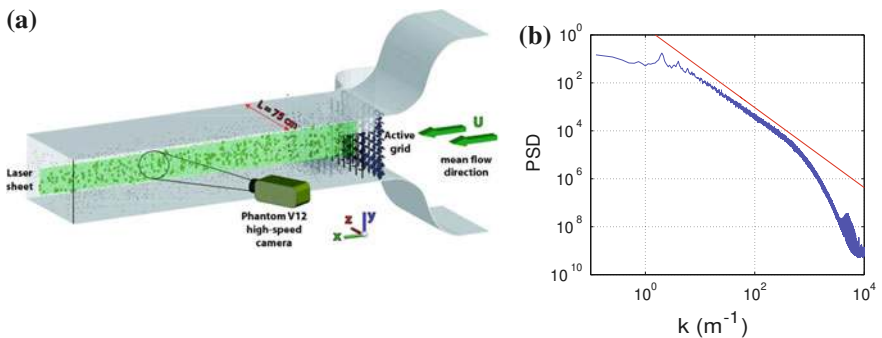 (a)
L = 75 cm
U
Active
grid
mean flow
direction
Laser
sheet
Phantom V12
high-speed
camera
x
z
y
(b)
PSD
10^0
10^2
10^4
10^6
10^8
10^10
10^0
10^2
10^4
k (m^-1)